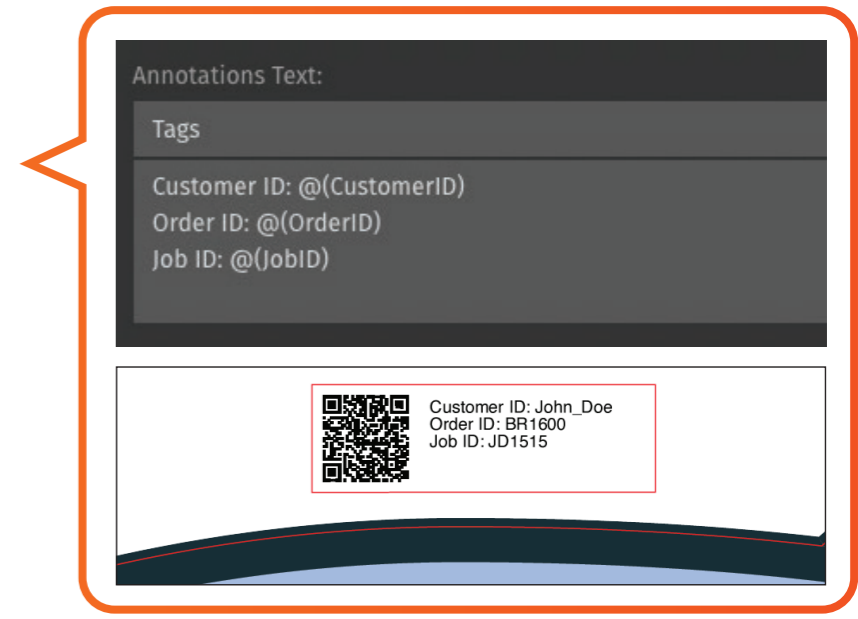 Annotations Text:
Tags
Customer ID: @(CustomerID)
Order ID: @(OrderID)
Job ID: @(JobID)
Customer ID: John_Doe
Order ID: BR1600
Job ID: JD1515